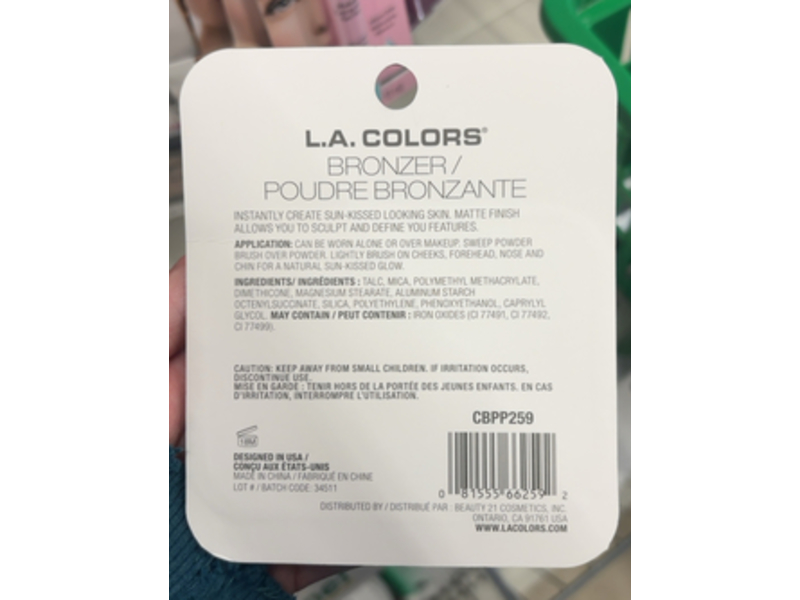 L.A. COLORS®
BRONZER /
POUDRE BRONZANTE
INSTANTLY CREATE SUN-KISSED LOOKING SKIN. MATTE FINISH
ALLOWS YOU TO SCULPT AND DEFINE YOU FEATURES.
APPLICATION: CAN BE WORN ALONE OR OVER MAKEUP. SWEEP POWDER
BRUSH OVER POWDER. LIGHTLY BRUSH ON CHEEKS, FOREHEAD, NOSE AND
CHIN FOR A NATURAL SUN-KISSED GLOW.
INGREDIENTS/ INGRÉDIENTS : TALC, MICA, POLYMETHYL METHACRYLATE,
DIMETHICONE, MAGNESIUM STEARATE, ALUMINUM STARCH
OCTENYLSUCCINATE, SILICA, POLYETHYLENE, PHENOXYETHANOL, CAPRYLYL
GLYCOL. MAY CONTAIN / PEUT CONTENIR : IRON OXIDES (CI 77491, CI 77492,
CI 77499).
CAUTION: KEEP AWAY FROM SMALL CHILDREN. IF IRRITATION OCCURS,
DISCONTINUE USE.
MISE EN GARDE : TENIR HORS DE LA PORTÉE DES JEUNES ENFANTS. EN CAS
D'IRRITATION, INTERROMPRE L'UTILISATION.
CBPP259
18M
DESIGNED IN USA /
CONÇU AUX ÉTATS-UNIS
MADE IN CHINA / FABRIQUÉ EN CHINE
LOT # / BATCH CODE: 34511
0 81555 66259 2
DISTRIBUTED BY / DISTRIBUÉ PAR : BEAUTY 21 COSMETICS, INC.
ONTARIO, CA 91761 USA
WWW.LACOLORS.COM